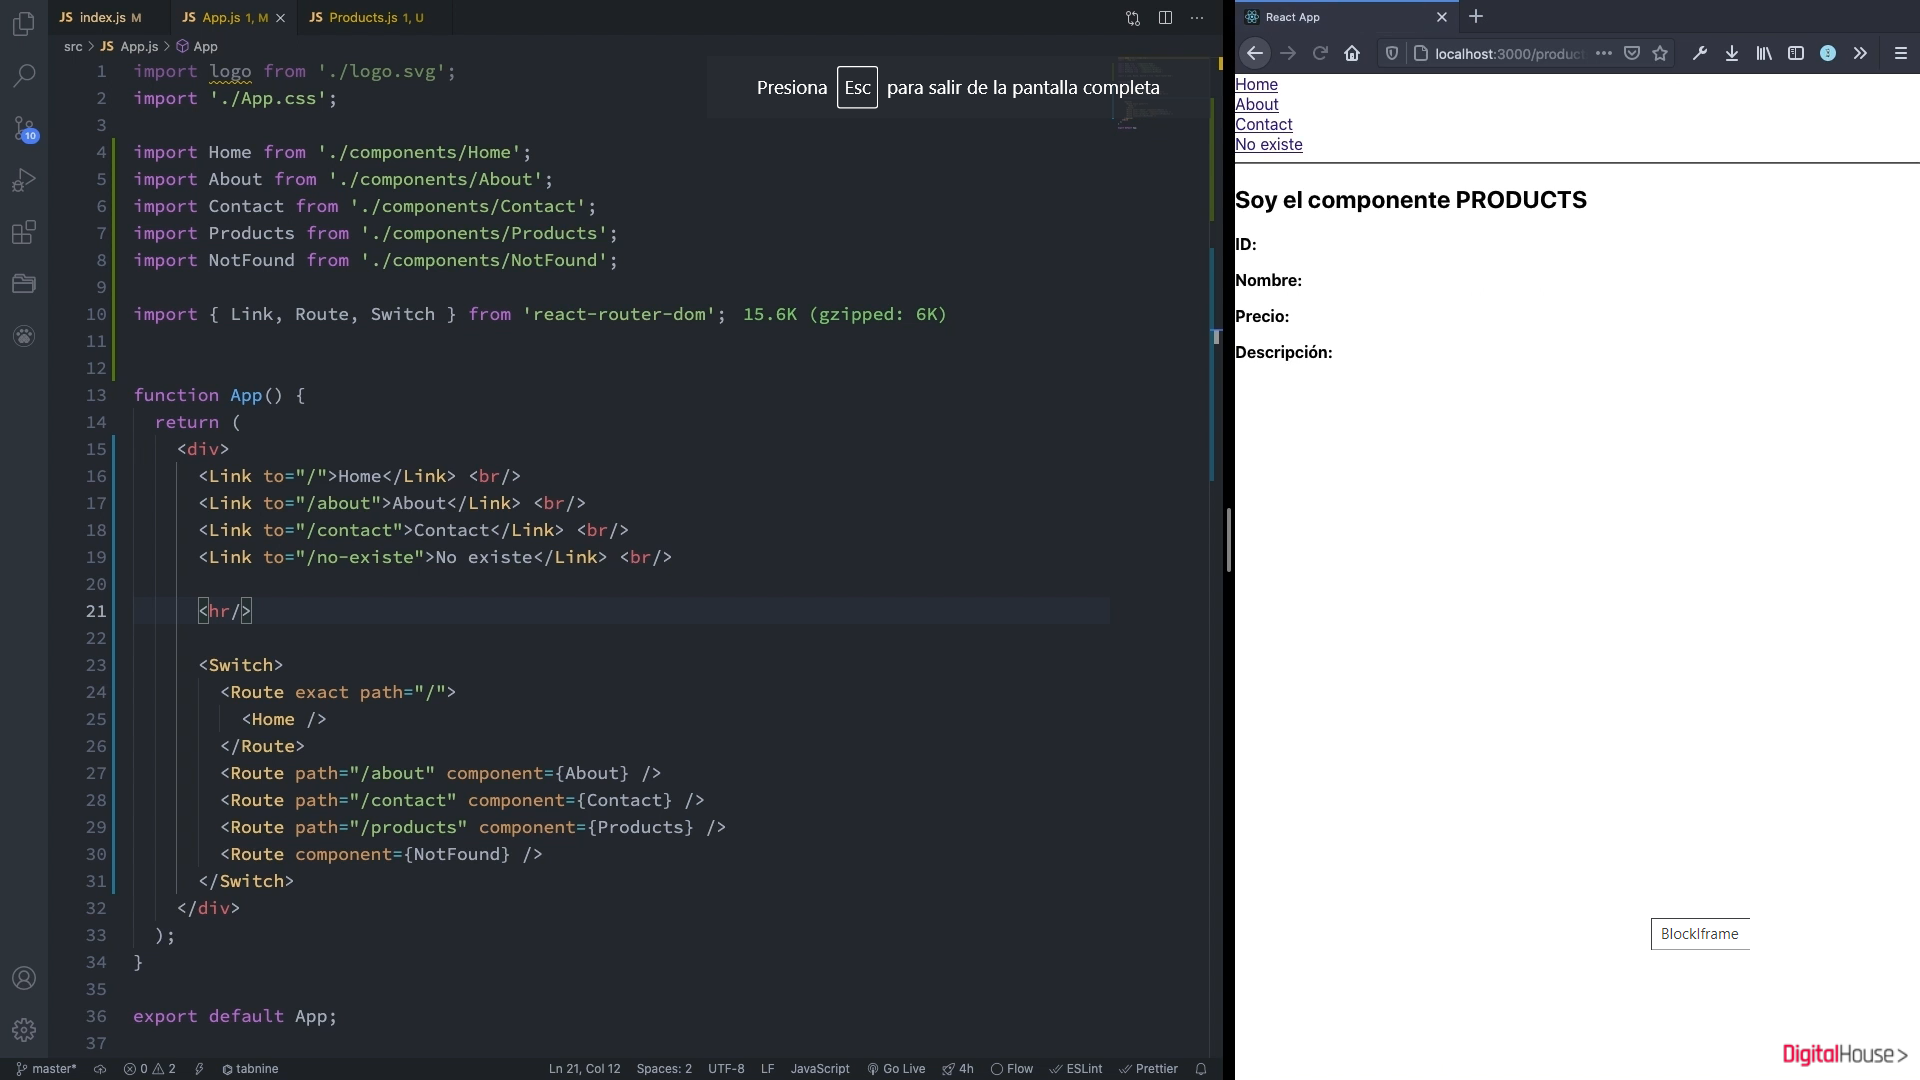 JS index.js M
JS App.js 1, M
JS Products.js 1, U
src > JS App.js > App
1 import logo from './logo.svg';
2 import './App.css';
3
4 import Home from './components/Home';
5 import About from './components/About';
6 import Contact from './components/Contact';
7 import Products from './components/Products';
8 import NotFound from './components/NotFound';
9
10 import { Link, Route, Switch } from 'react-router-dom'; 15.6K (gzipped: 6K)
11
12
13 function App() {
14 return (
15 <div>
16 <Link to="/">Home</Link> <br/>
17 <Link to="/about">About</Link> <br/>
18 <Link to="/contact">Contact</Link> <br/>
19 <Link to="/no-existe">No existe</Link> <br/>
20
21 <hr/>
22
23 <Switch>
24 <Route exact path="/">
25 <Home />
26 </Route>
27 <Route path="/about" component={About} />
28 <Route path="/contact" component={Contact} />
29 <Route path="/products" component={Products} />
30 <Route component={NotFound} />
31 </Switch>
32 </div>
33 );
34 }
35
36 export default App;
37
10
Presiona Esc para salir de la pantalla completa
master* 0 2 tabnine Ln 21, Col 12 Spaces: 2 UTF-8 LF JavaScript Go Live 4h Flow ESLint Prettier
React App
localhost:3000/product
Home
About
Contact
No existe
Soy el componente PRODUCTS
ID:
Nombre:
Precio:
Descripción:
BlockIframe
DigitalHouse>